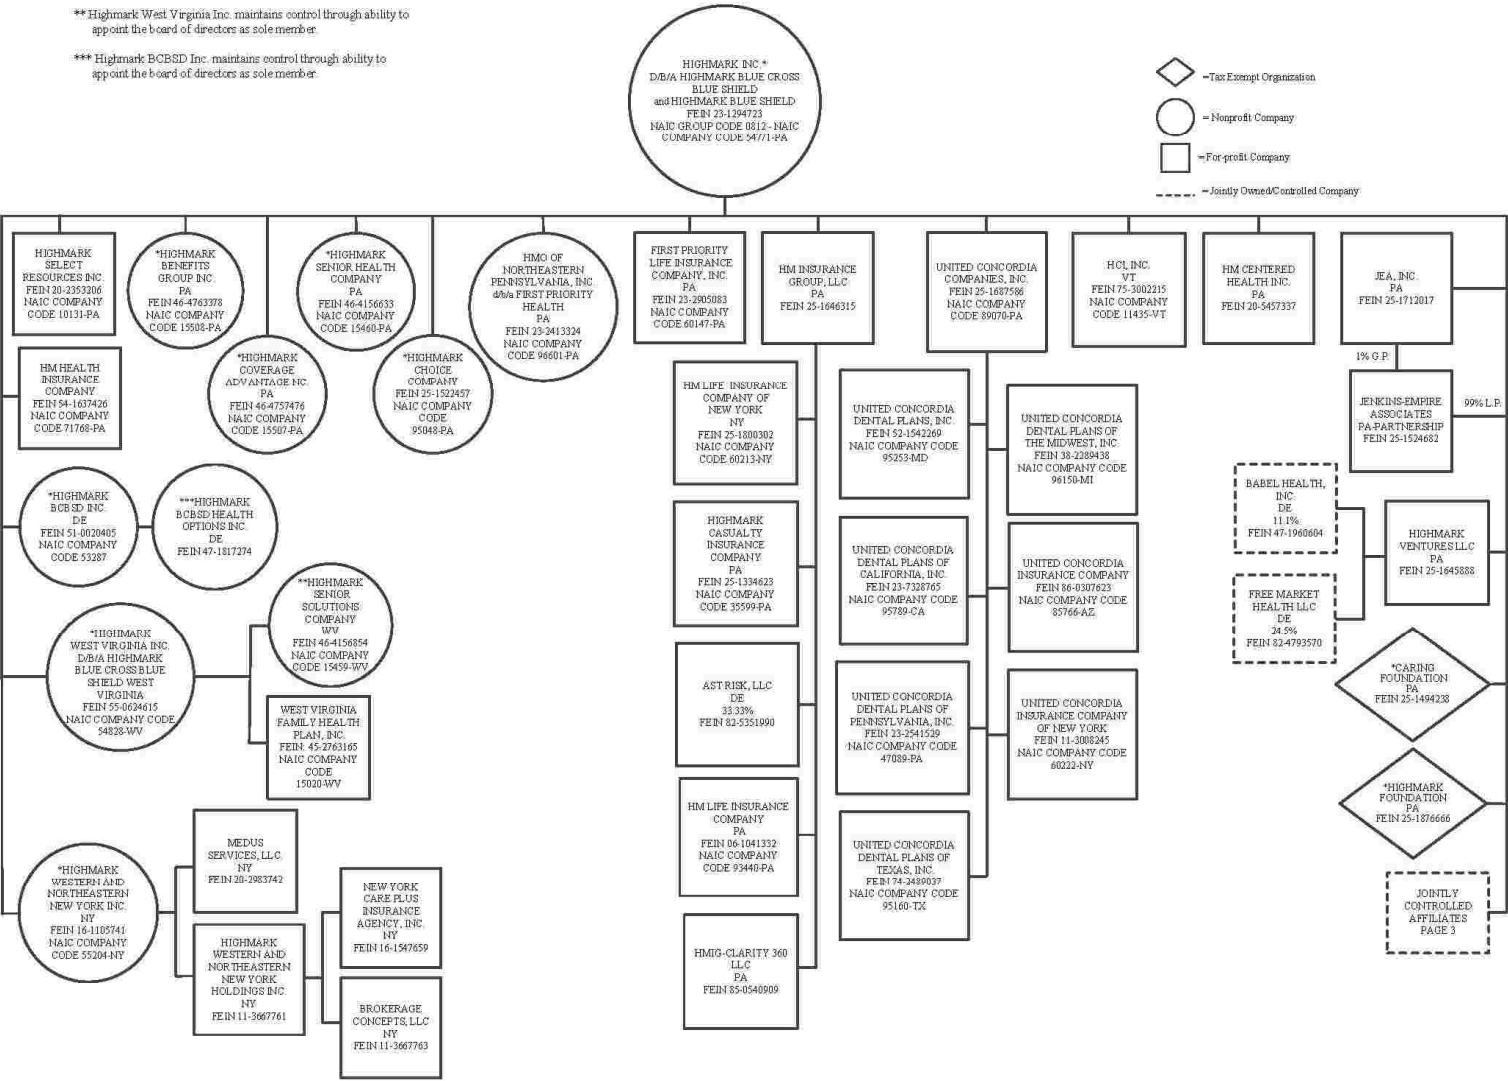 ** Highmark West Virginia Inc. maintains control through ability to
appoint the board of directors as sole member.
*** Highmark BCBSD Inc. maintains control through ability to
appoint the board of directors as sole member.
HIGHMARK INC.*
D/B/A HIGHMARK BLUE CROSS
BLUE SHIELD
and HIGHMARK BLUE SHIELD
FEIN 23-1294723
NAIC GROUP CODE 0812 - NAIC
COMPANY CODE 54771-PA
=Tax Exempt Organization
= Nonprofit Company
=For-profit Company
=Jointly Owned/Controlled Company
HIGHMARK
SELECT
RESOURCES INC.
FEIN 20-2353206
NAIC COMPANY
CODE 10131-PA
*HIGHMARK
BENEFITS
GROUP INC.
PA
FEIN 46-4763378
NAIC COMPANY
CODE 15508-PA
*HIGHMARK
SENIOR HEALTH
COMPANY
PA
FEIN 46-4156633
NAIC COMPANY
CODE 15460-PA
HMO OF
NORTHEASTERN
PENNSYLVANIA, INC.
d/b/a FIRST PRIORITY
HEALTH
PA
FEIN 23-2413324
NAIC COMPANY
CODE 96601-PA
FIRST PRIORITY
LIFE INSURANCE
COMPANY, INC.
PA
FEIN 23-2905083
NAIC COMPANY
CODE 60147-PA
HM INSURANCE
GROUP, LLC
PA
FEIN 25-1646315
UNITED CONCORDIA
COMPANIES, INC.
FEIN 25-1687586
NAIC COMPANY
CODE 89070-PA
HCI, INC.
VT
FEIN 75-3002215
NAIC COMPANY
CODE 11435-VT
HM CENTERED
HEALTH INC.
PA
FEIN 20-5457337
JEA, INC.
PA
FEIN 25-1712017
HM HEALTH
INSURANCE
COMPANY
FEIN 54-1637426
NAIC COMPANY
CODE 71768-PA
*HIGHMARK
COVERAGE
ADVANTAGE INC.
PA
FEIN 46-4757476
NAIC COMPANY
CODE 15507-PA
*HIGHMARK
CHOICE
COMPANY
FEIN 25-1522457
NAIC COMPANY
CODE
95048-PA
1% G.P.
JENKINS-EMPIRE
ASSOCIATES
PA-PARTNERSHIP
FEIN 25-1524682
99% L.P.
*HIGHMARK
BCBSD INC.
DE
FEIN 51-0020405
NAIC COMPANY
CODE 53287
***HIGHMARK
BCBSD HEALTH
OPTIONS INC.
DE
FEIN 47-1817274
*HIGHMARK
WEST VIRGINIA INC.
D/B/A HIGHMARK
BLUE CROSS BLUE
SHIELD WEST
VIRGINIA
FEIN 55-0624615
NAIC COMPANY CODE
54828-WV
**HIGHMARK
SENIOR
SOLUTIONS
COMPANY
WV
FEIN 46-4156854
NAIC COMPANY
CODE 15459-WV
WEST VIRGINIA
FAMILY HEALTH
PLAN, INC.
FEIN: 45-2763165
NAIC COMPANY
CODE
15020-WV
*HIGHMARK
WESTERN AND
NORTHEASTERN
NEW YORK INC.
NY
FEIN 16-1105741
NAIC COMPANY
CODE 55204-NY
MEDUS
SERVICES, LLC
NY
FEIN 20-2983742
HIGHMARK
WESTERN AND
NORTHEASTERN
NEW YORK
HOLDINGS INC.
NY
FEIN 11-3667761
NEW YORK
CARE PLUS
INSURANCE
AGENCY, INC.
NY
FEIN 16-1547659
BROKERAGE
CONCEPTS, LLC
NY
FEIN 11-3667763
HM LIFE INSURANCE
COMPANY OF
NEW YORK
NY
FEIN 25-1800302
NAIC COMPANY
CODE 60213-NY
HIGHMARK
CASUALTY
INSURANCE
COMPANY
PA
FEIN 25-1334623
NAIC COMPANY
CODE 35599-PA
AST RISK, LLC
DE
33.33%
FEIN 82-5351990
HM LIFE INSURANCE
COMPANY
PA
FEIN 06-1041332
NAIC COMPANY
CODE 93440-PA
HMIG-CLARITY 360
LLC
PA
FEIN 85-0540909
UNITED CONCORDIA
DENTAL PLANS, INC.
FEIN 52-1542269
NAIC COMPANY CODE
95253-MD
UNITED CONCORDIA
DENTAL PLANS OF
CALIFORNIA, INC.
FEIN 23-7328765
NAIC COMPANY CODE
95789-CA
UNITED CONCORDIA
DENTAL PLANS OF
PENNSYLVANIA, INC.
FEIN 23-2541529
NAIC COMPANY CODE
47089-PA
UNITED CONCORDIA
DENTAL PLANS OF
TEXAS, INC.
FEIN 74-2489037
NAIC COMPANY CODE
95160-TX
UNITED CONCORDIA
DENTAL PLANS OF
THE MIDWEST, INC.
FEIN 38-2289438
NAIC COMPANY CODE
96150-MI
UNITED CONCORDIA
INSURANCE COMPANY
FEIN 86-0307623
NAIC COMPANY CODE
85766-AZ
UNITED CONCORDIA
INSURANCE COMPANY
OF NEW YORK
FEIN 11-3008245
NAIC COMPANY CODE
60222-NY
BABEL HEALTH,
INC.
DE
11.1%
FEIN 47-1960604
FREE MARKET
HEALTH LLC
DE
24.5%
FEIN 82-4793570
HIGHMARK
VENTURES LLC
PA
FEIN 25-1645888
*CARING
FOUNDATION
PA
FEIN 25-1494238
*HIGHMARK
FOUNDATION
PA
FEIN 25-1876666
JOINTLY
CONTROLLED
AFFILIATES
PAGE 3